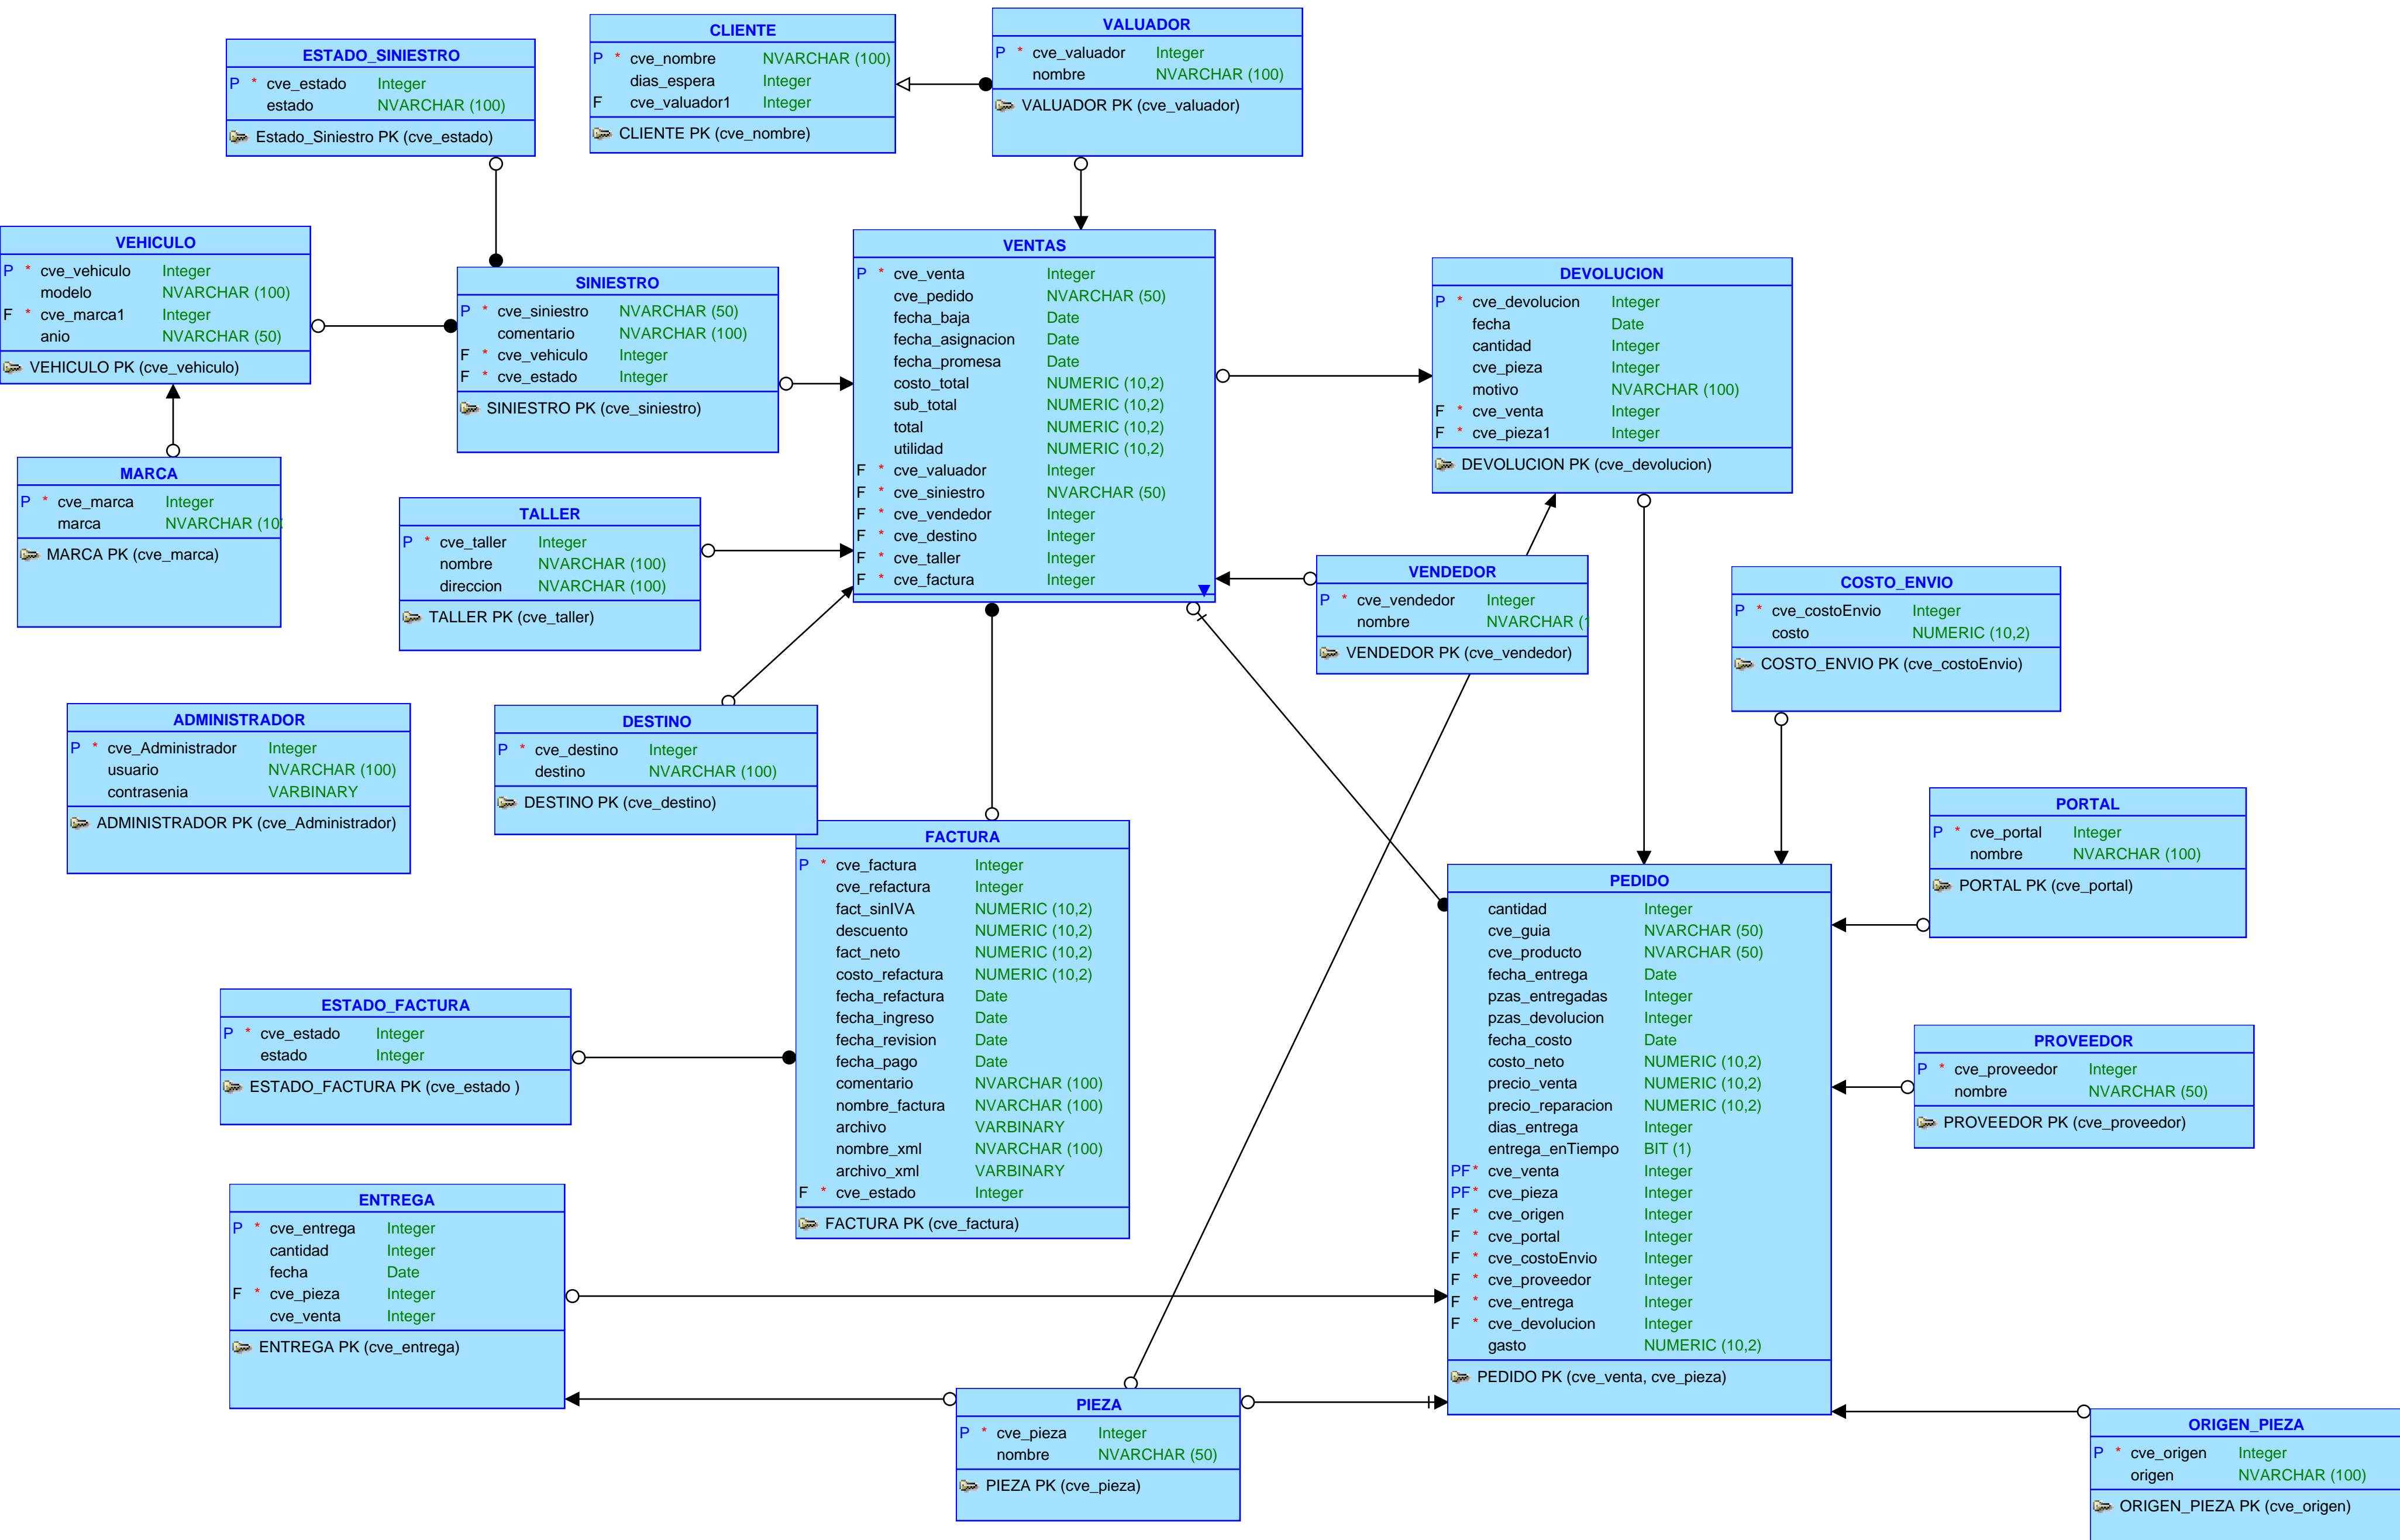 CLIENTE
P * cve_nombre NVARCHAR (100)
dias_espera Integer
F cve_valuador1 Integer
CLIENTE PK (cve_nombre)
VALUADOR
P * cve_valuador Integer
nombre NVARCHAR (100)
VALUADOR PK (cve_valuador)
ESTADO_SINIESTRO
P * cve_estado Integer
estado NVARCHAR (100)
Estado_Siniestro PK (cve_estado)
VEHICULO
P * cve_vehiculo Integer
modelo NVARCHAR (100)
F * cve_marca1 Integer
anio NVARCHAR (50)
VEHICULO PK (cve_vehiculo)
SINIESTRO
P * cve_siniestro NVARCHAR (50)
comentario NVARCHAR (100)
F * cve_vehiculo Integer
F * cve_estado Integer
SINIESTRO PK (cve_siniestro)
VENTAS
P * cve_venta Integer
cve_pedido NVARCHAR (50)
fecha_baja Date
fecha_asignacion Date
fecha_promesa Date
costo_total NUMERIC (10,2)
sub_total NUMERIC (10,2)
total NUMERIC (10,2)
utilidad NUMERIC (10,2)
F * cve_valuador Integer
F * cve_siniestro NVARCHAR (50)
F * cve_vendedor Integer
F * cve_destino Integer
F * cve_taller Integer
F * cve_factura Integer
DEVOLUCION
P * cve_devolucion Integer
fecha Date
cantidad Integer
cve_pieza Integer
motivo NVARCHAR (100)
F * cve_venta Integer
F * cve_pieza1 Integer
DEVOLUCION PK (cve_devolucion)
MARCA
P * cve_marca Integer
marca NVARCHAR (10
MARCA PK (cve_marca)
TALLER
P * cve_taller Integer
nombre NVARCHAR (100)
direccion NVARCHAR (100)
TALLER PK (cve_taller)
VENDEDOR
P * cve_vendedor Integer
nombre NVARCHAR (1
VENDEDOR PK (cve_vendedor)
COSTO_ENVIO
P * cve_costoEnvio Integer
costo NUMERIC (10,2)
COSTO_ENVIO PK (cve_costoEnvio)
ADMINISTRADOR
P * cve_Administrador Integer
usuario NVARCHAR (100)
contrasenia VARBINARY
ADMINISTRADOR PK (cve_Administrador)
DESTINO
P * cve_destino Integer
destino NVARCHAR (100)
DESTINO PK (cve_destino)
FACTURA
P * cve_factura Integer
cve_refactura Integer
fact_sinIVA NUMERIC (10,2)
descuento NUMERIC (10,2)
fact_neto NUMERIC (10,2)
costo_refactura NUMERIC (10,2)
fecha_refactura Date
fecha_ingreso Date
fecha_revision Date
fecha_pago Date
comentario NVARCHAR (100)
nombre_factura NVARCHAR (100)
archivo VARBINARY
nombre_xml NVARCHAR (100)
archivo_xml VARBINARY
F * cve_estado Integer
FACTURA PK (cve_factura)
PORTAL
P * cve_portal Integer
nombre NVARCHAR (100)
PORTAL PK (cve_portal)
PEDIDO
cantidad Integer
cve_guia NVARCHAR (50)
cve_producto NVARCHAR (50)
fecha_entrega Date
pzas_entregadas Integer
pzas_devolucion Integer
fecha_costo Date
costo_neto NUMERIC (10,2)
precio_venta NUMERIC (10,2)
precio_reparacion NUMERIC (10,2)
dias_entrega Integer
entrega_enTiempo BIT (1)
PF* cve_venta Integer
PF* cve_pieza Integer
F * cve_origen Integer
F * cve_portal Integer
F * cve_costoEnvio Integer
F * cve_proveedor Integer
F * cve_entrega Integer
F * cve_devolucion Integer
gasto NUMERIC (10,2)
PEDIDO PK (cve_venta, cve_pieza)
ESTADO_FACTURA
P * cve_estado Integer
estado Integer
ESTADO_FACTURA PK (cve_estado )
PROVEEDOR
P * cve_proveedor Integer
nombre NVARCHAR (50)
PROVEEDOR PK (cve_proveedor)
ENTREGA
P * cve_entrega Integer
cantidad Integer
fecha Date
F * cve_pieza Integer
cve_venta Integer
ENTREGA PK (cve_entrega)
PIEZA
P * cve_pieza Integer
nombre NVARCHAR (50)
PIEZA PK (cve_pieza)
ORIGEN_PIEZA
P * cve_origen Integer
origen NVARCHAR (100)
ORIGEN_PIEZA PK (cve_origen)